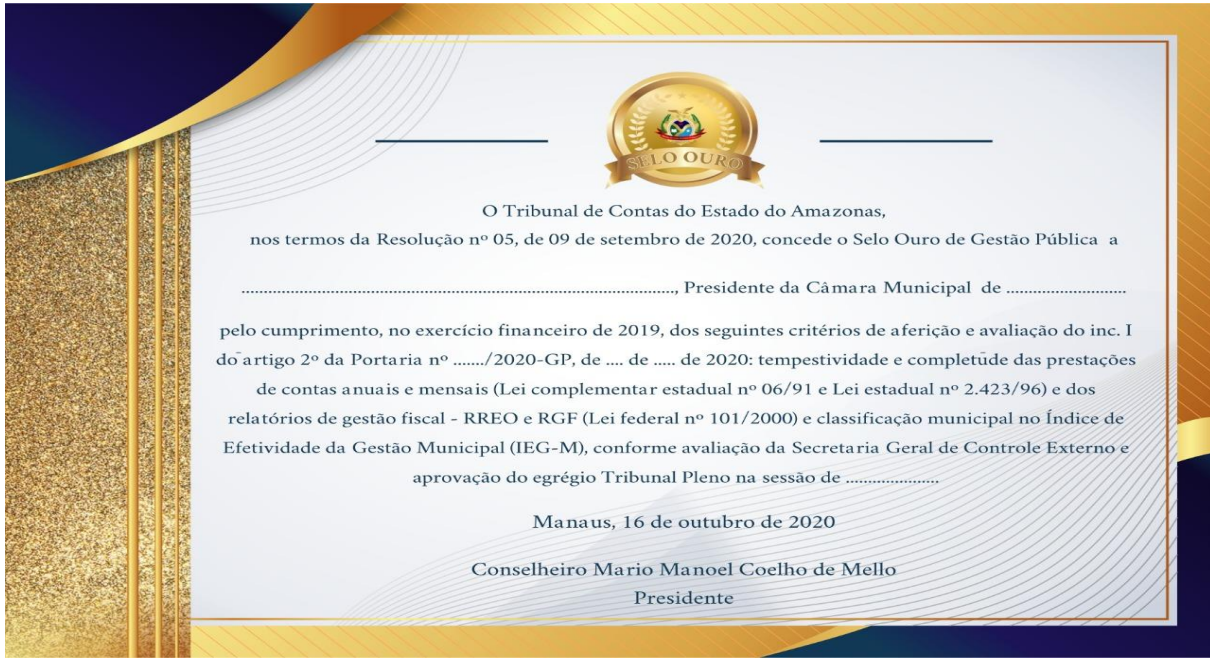 SELO OURO
O Tribunal de Contas do Estado do Amazonas,
nos termos da Resolução nº 05, de 09 de setembro de 2020, concede o Selo Ouro de Gestão Pública a
................................................................................................, Presidente da Câmara Municipal de ...........................
pelo cumprimento, no exercício financeiro de 2019, dos seguintes critérios de aferição e avaliação do inc. I
do artigo 2º da Portaria nº ......./2020-GP, de .... de ..... de 2020: tempestividade e completude das prestações
de contas anuais e mensais (Lei complementar estadual nº 06/91 e Lei estadual nº 2.423/96) e dos
relatórios de gestão fiscal - RREO e RGF (Lei federal nº 101/2000) e classificação municipal no Índice de
Efetividade da Gestão Municipal (IEG-M), conforme avaliação da Secretaria Geral de Controle Externo e
aprovação do egrégio Tribunal Pleno na sessão de .....................
Manaus, 16 de outubro de 2020
Conselheiro Mario Manoel Coelho de Mello
Presidente